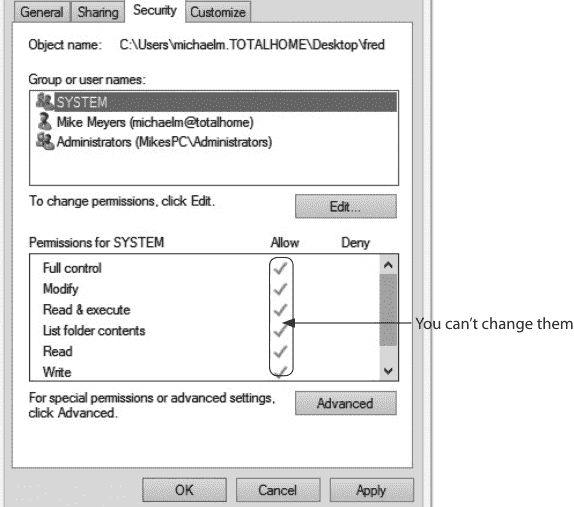 General Sharing Security Customize
Object name: C:\Users\michaelm.TOTALHOME\Desktop\fred
Group or user names:
SYSTEM
Mike Meyers (michaelm@totalhome)
Administrators (MikesPC\Administrators)
To change permissions, click Edit.
Edit...
Permissions for SYSTEM Allow Deny
Full control
Modify
Read & execute
List folder contents
Read
Write
You can't change them
For special permissions or advanced settings,
click Advanced.
Advanced
OK Cancel Apply